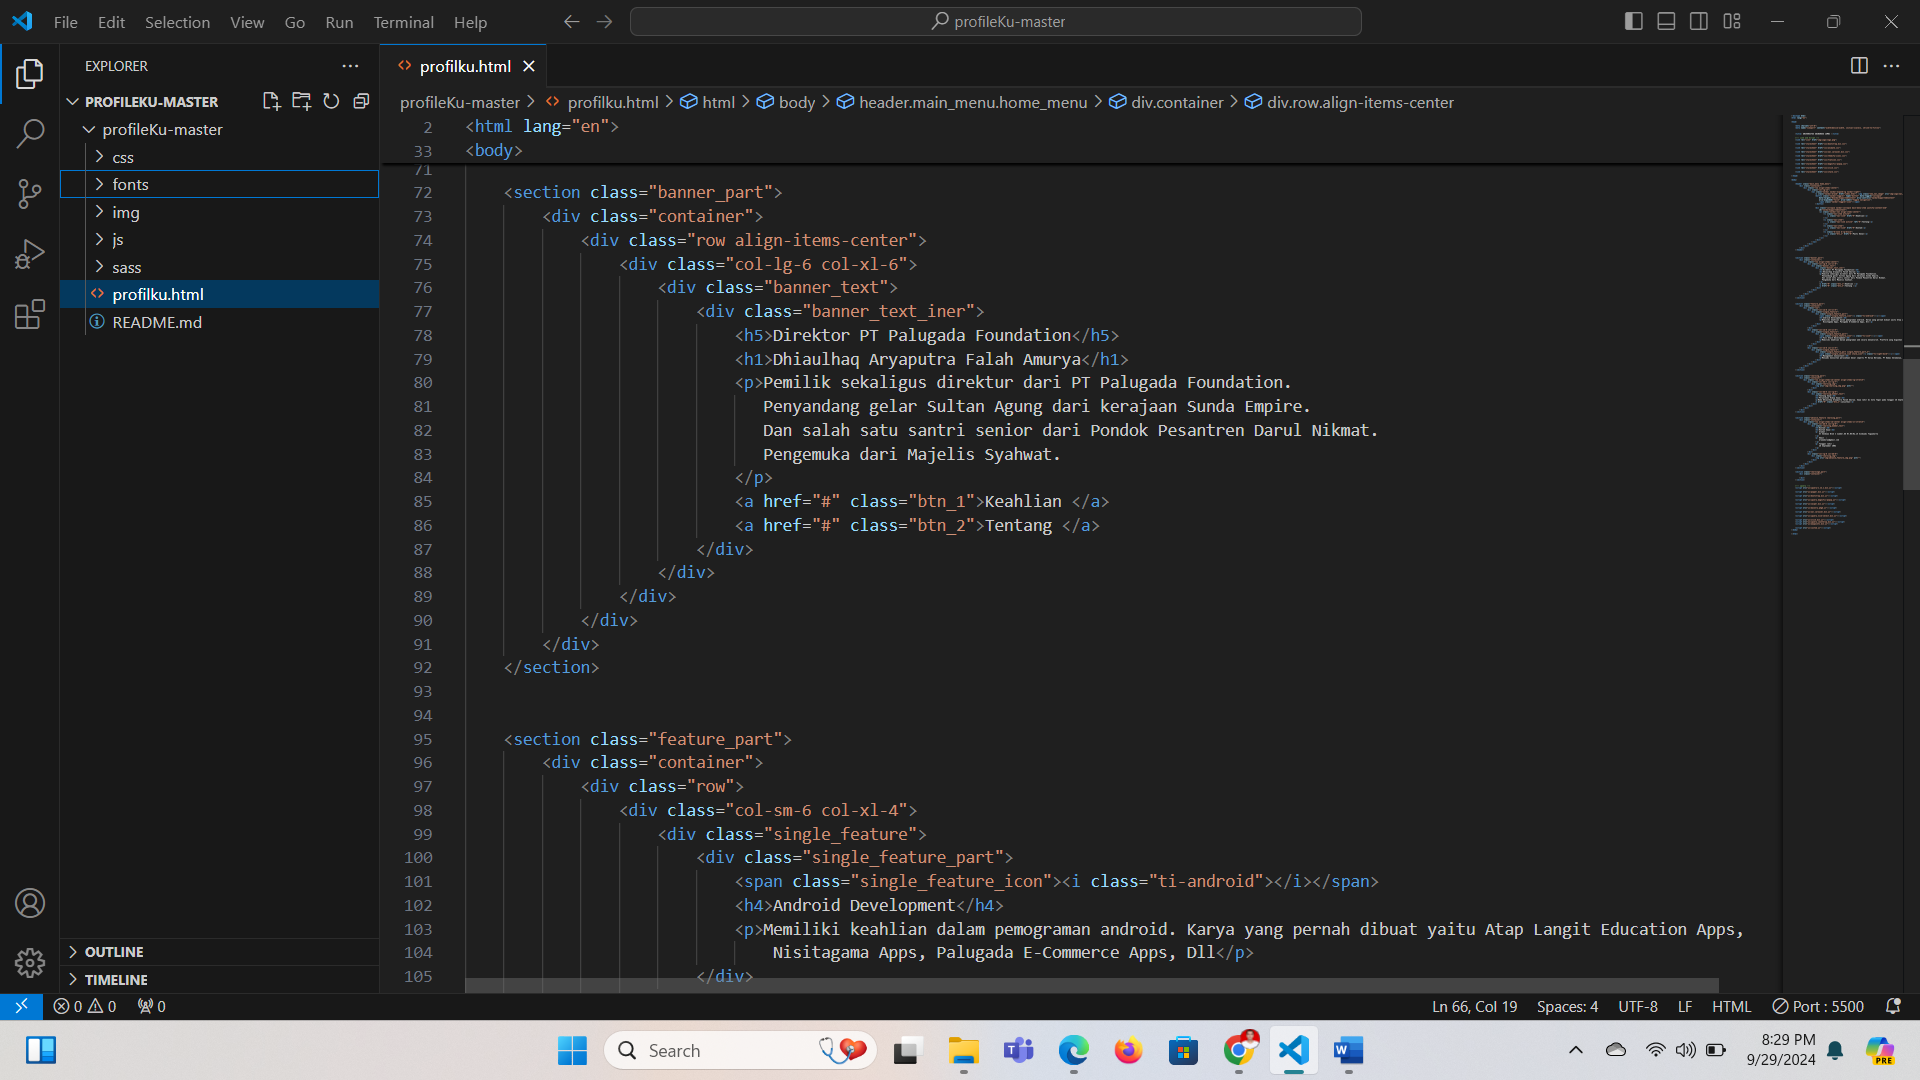 File Edit Selection View Go Run Terminal Help
profileKu-master
EXPLORER
PROFILEKU-MASTER
profileKu-master
css
fonts
img
js
sass
profilku.html
README.md
OUTLINE
TIMELINE
profilku.html
profileKu-master > profilku.html > html > body > header.main_menu.home_menu > div.container > div.row.align-items-center
2 <html lang="en">
33 <body>
71
72 <section class="banner_part">
73 <div class="container">
74 <div class="row align-items-center">
75 <div class="col-lg-6 col-xl-6">
76 <div class="banner_text">
77 <div class="banner_text_iner">
78 <h5>Direktor PT Palugada Foundation</h5>
79 <h1>Dhiaulhaq Aryaputra Falah Amurya</h1>
80 <p>Pemilik sekaligus direktur dari PT Palugada Foundation.
81 Penyandang gelar Sultan Agung dari kerajaan Sunda Empire.
82 Dan salah satu santri senior dari Pondok Pesantren Darul Nikmat.
83 Pengemuka dari Majelis Syahwat.
84 </p>
85 <a href="#" class="btn_1">Keahlian </a>
86 <a href="#" class="btn_2">Tentang </a>
87 </div>
88 </div>
89 </div>
90 </div>
91 </div>
92 </section>
93
94
95 <section class="feature_part">
96 <div class="container">
97 <div class="row">
98 <div class="col-sm-6 col-xl-4">
99 <div class="single_feature">
100 <div class="single_feature_part">
101 <span class="single_feature_icon"><i class="ti-android"></i></span>
102 <h4>Android Development</h4>
103 <p>Memiliki keahlian dalam pemograman android. Karya yang pernah dibuat yaitu Atap Langit Education Apps,
104 Nisitagama Apps, Palugada E-Commerce Apps, Dll</p>
105 </div>
0 0 0
Ln 66, Col 19 Spaces: 4 UTF-8 LF HTML Port : 5500
Search
8:29 PM
9/29/2024
PRE